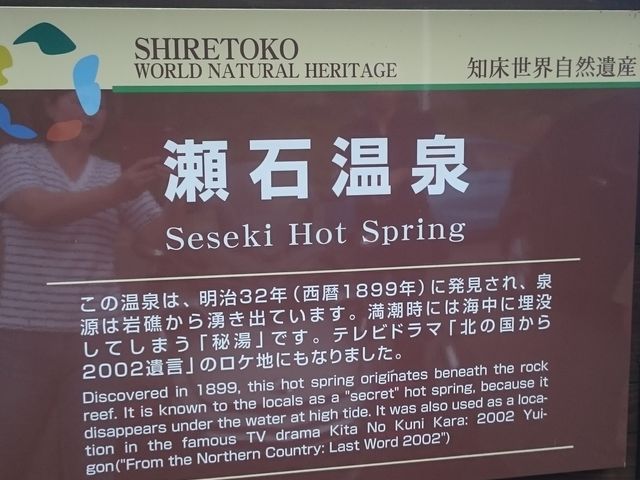 SHIRETOKO
WORLD NATURAL HERITAGE
知床世界自然遺産
瀬石温泉
Seseki Hot Spring
この温泉は、明治32年（西暦1899年）に発見され、泉
源は岩礁から湧き出ています。満潮時には海中に埋没
してしまう「秘湯」です。テレビドラマ「北の国から
2002遺言」のロケ地にもなりました。
Discovered in 1899, this hot spring originates beneath the rock
reef. It is known to the locals as a "secret" hot spring, because it
disappears under the water at high tide. It was also used as a loca-
tion in the famous TV drama Kita No Kuni Kara: 2002 Yui-
gon("From the Northern Country: Last Word 2002")